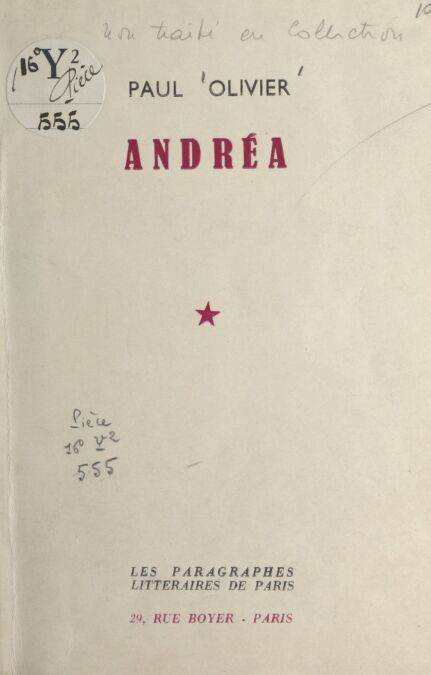 non traité en collection
16° Y2
Pièce
555
PAUL 'OLIVIER'
ANDRÉA
Pièce
16° Y2
555
LES PARAGRAPHES
LITTERAIRES DE PARIS
29, RUE BOYER - PARIS